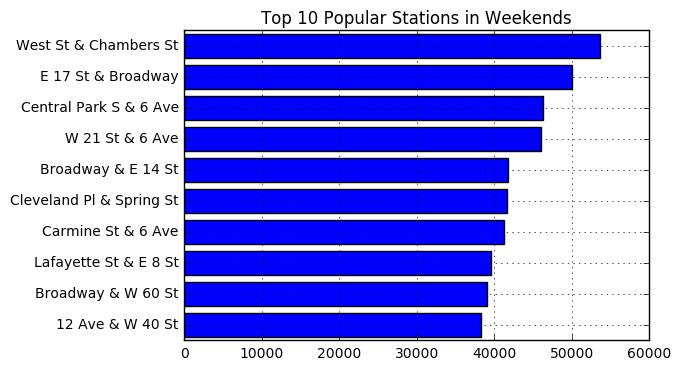 Top 10 Popular Stations in Weekends
West St & Chambers St
E 17 St & Broadway
Central Park S & 6 Ave
W 21 St & 6 Ave
Broadway & E 14 St
Cleveland Pl & Spring St
Carmine St & 6 Ave
Lafayette St & E 8 St
Broadway & W 60 St
12 Ave & W 40 St
0 10000 20000 30000 40000 50000 60000